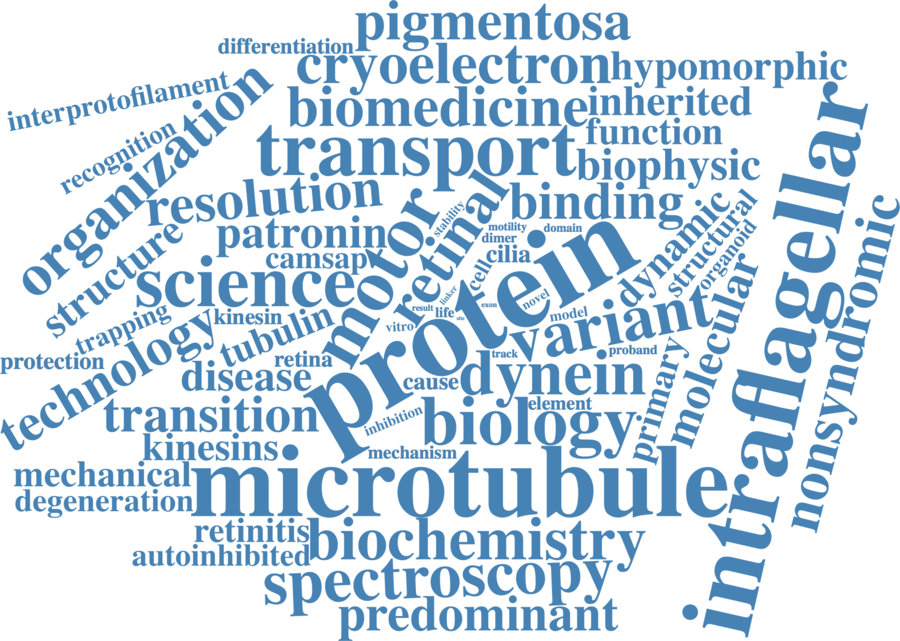 pigmentosa
differentiation
cryoelectron
hypomorphic
interprotofilament
organization
biomedicine
inherited
recognition
transport
function
biophysic
intraflagellar
resolution
motor
retinal
stability
binding
dynamic
structural
nonsyndromic
structure
patronin
motility
domain
dimer
organoid
camsap
cilia
cell
science
protein
molecular
trapping
technology
kinesin
tubulin
result
linker
life
situ
exon
novel
model
vitro
variant
protection
retina
track
proband
primary
disease
cause
dynein
transition
inhibition
biology
element
kinesins
mechanism
mechanical
microtubule
degeneration
retinitis
biochemistry
autoinhibited
spectroscopy
predominant